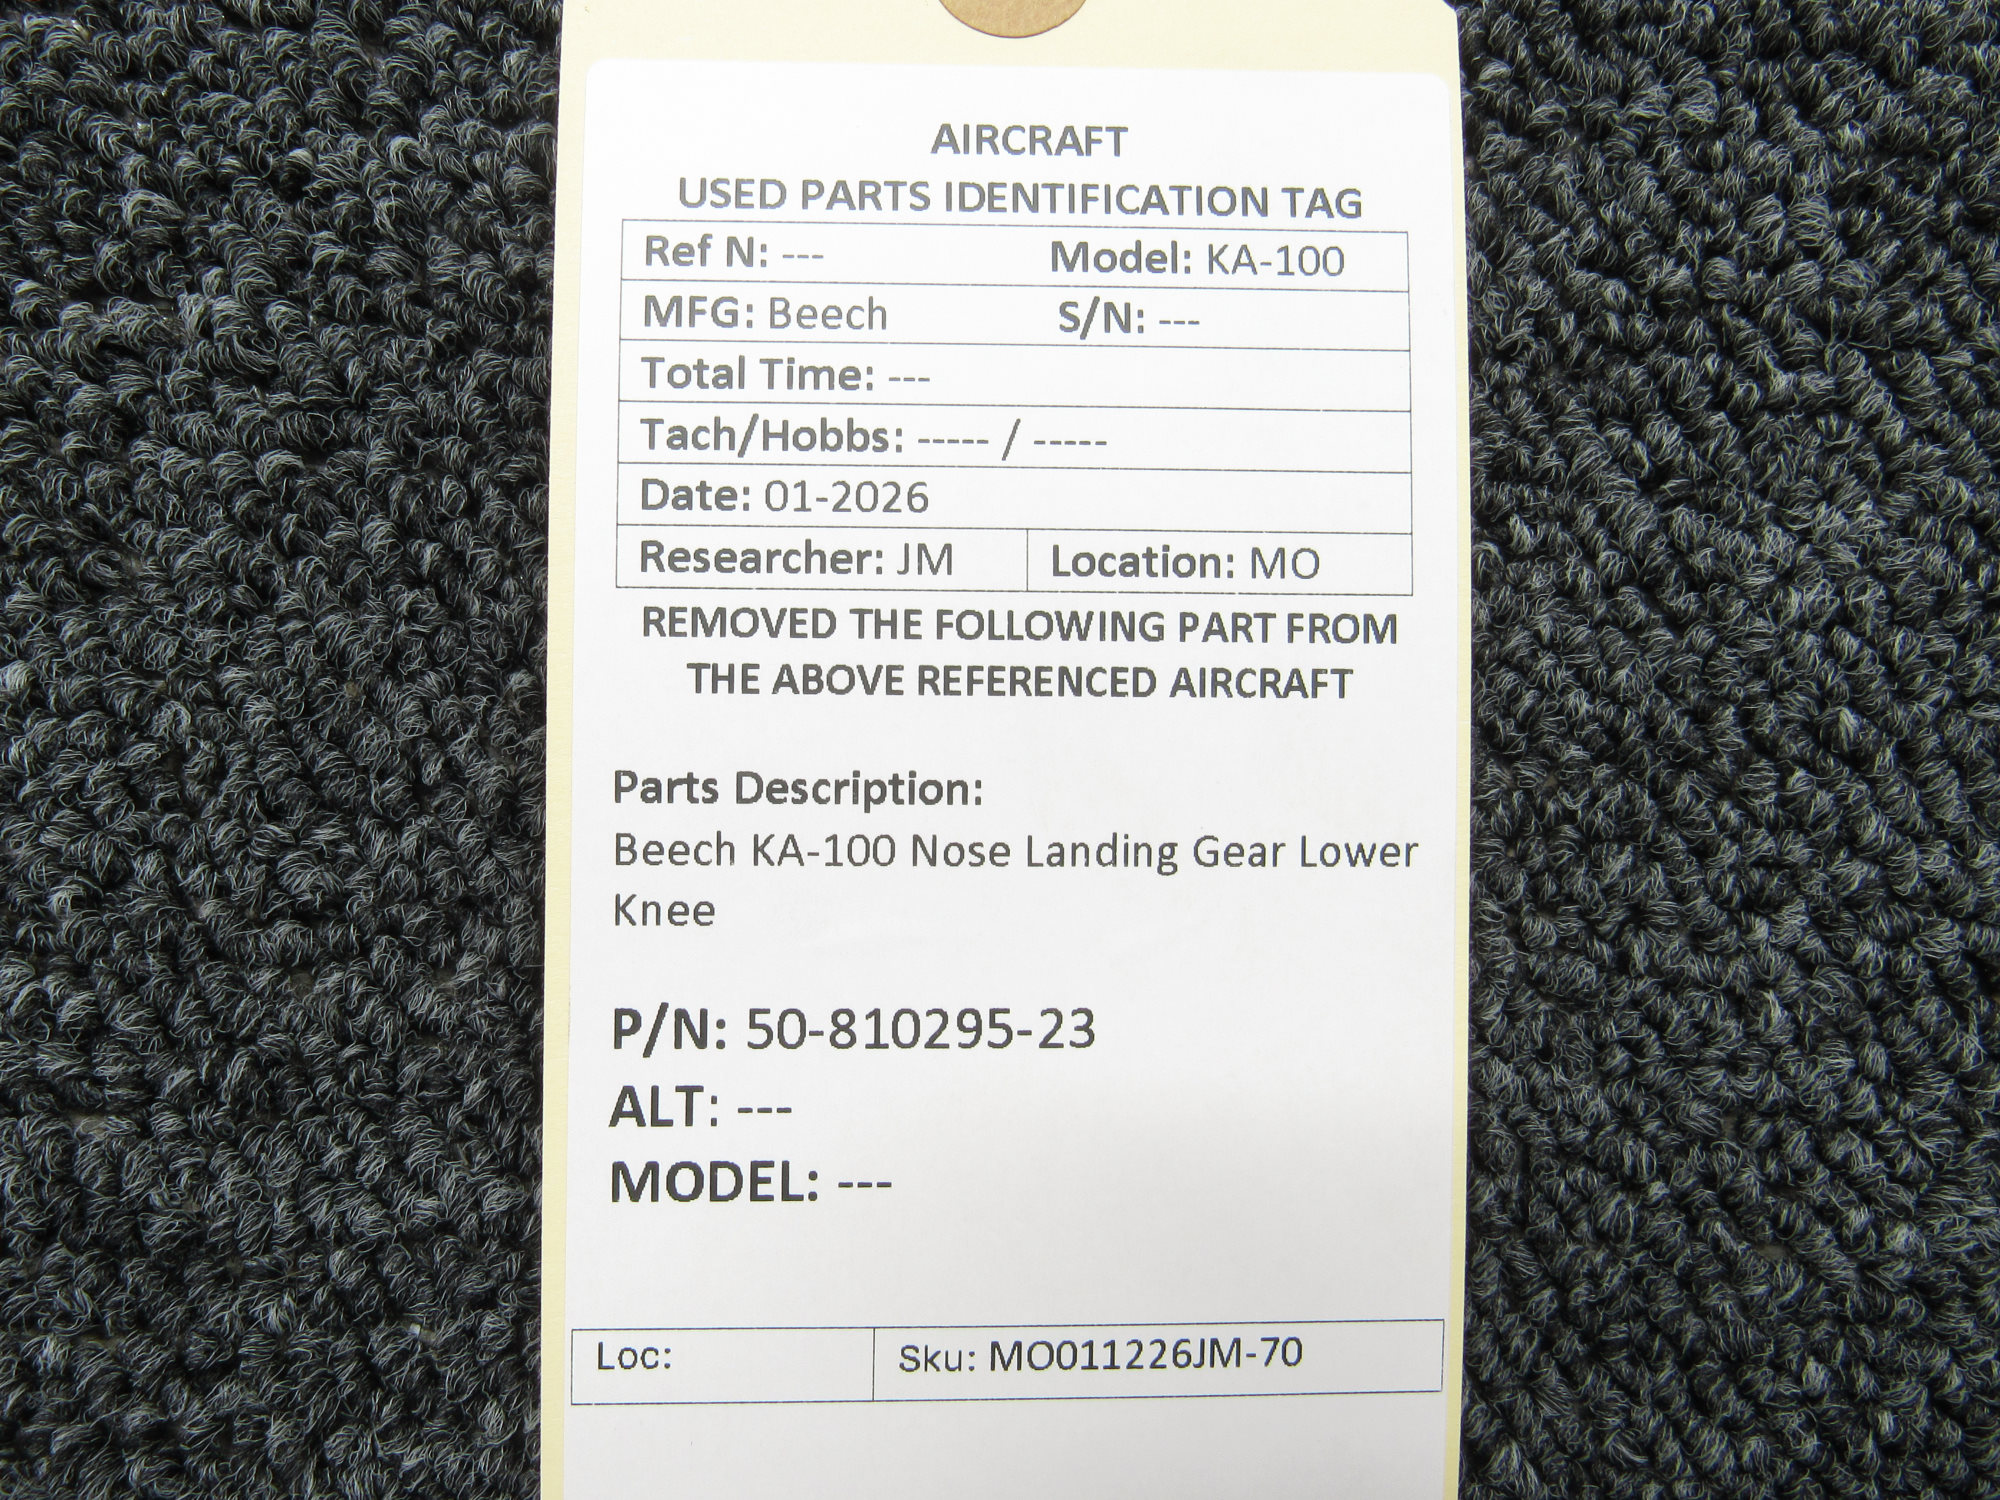 AIRCRAFT
USED PARTS IDENTIFICATION TAG
Ref N: --- Model: KA-100
MFG: Beech S/N: ---
Total Time: ---
Tach/Hobbs: ----- / -----
Date: 01-2026
Researcher: JM Location: MO
REMOVED THE FOLLOWING PART FROM
THE ABOVE REFERENCED AIRCRAFT
Parts Description:
Beech KA-100 Nose Landing Gear Lower
Knee
P/N: 50-810295-23
ALT: ---
MODEL: ---
Loc: Sku: MO011226JM-70